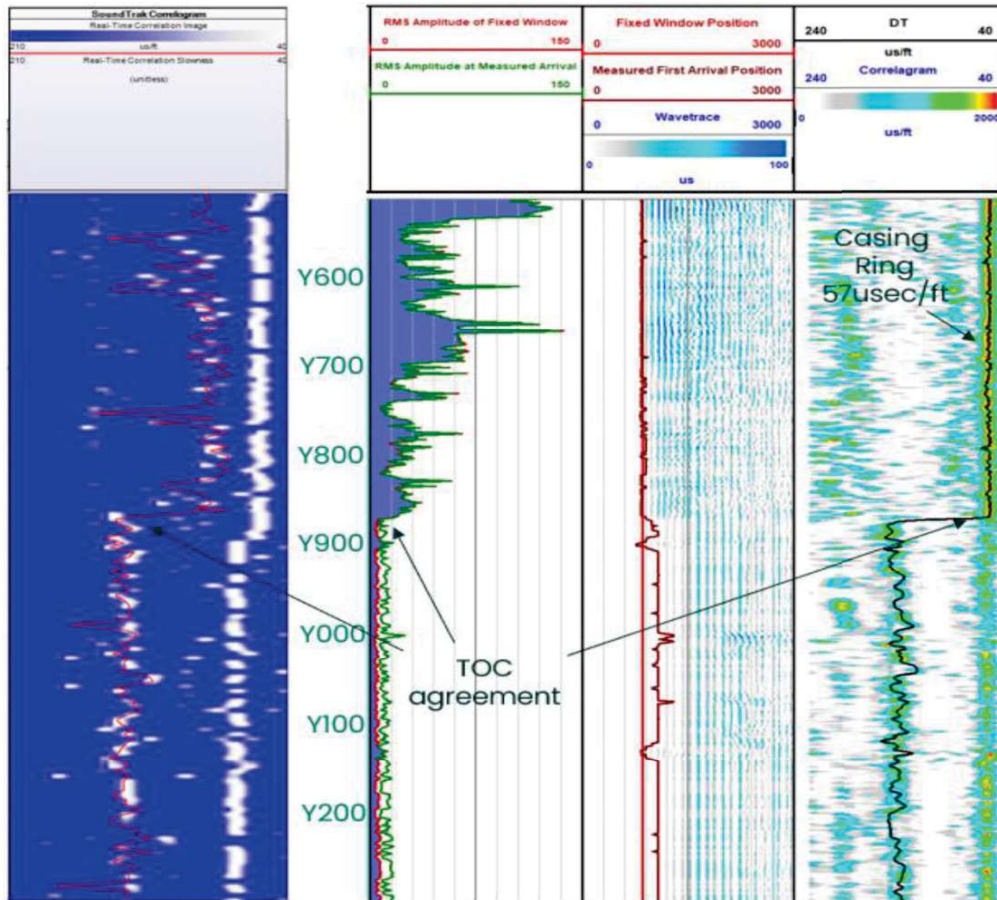 SoundTrak Correlogram
Real-Time Correlation Image
210 us/ft 40
210 40
Real-Time Correlation Slowness
(unitless)
RMS Amplitude of Fixed Window
0 150
RMS Amplitude at Measured Arrival
0 150
Fixed Window Position
0 3000
Measured First Arrival Position
0 3000
Wavetrace
0 3000
0 100
us
DT
240 40
us/ft
Correlagram
240 40
0 2000
us/ft
Casing
Ring
57usec/ft
Y600
Y700
Y800
Y900
Y000
Y100
Y200
TOC
agreement